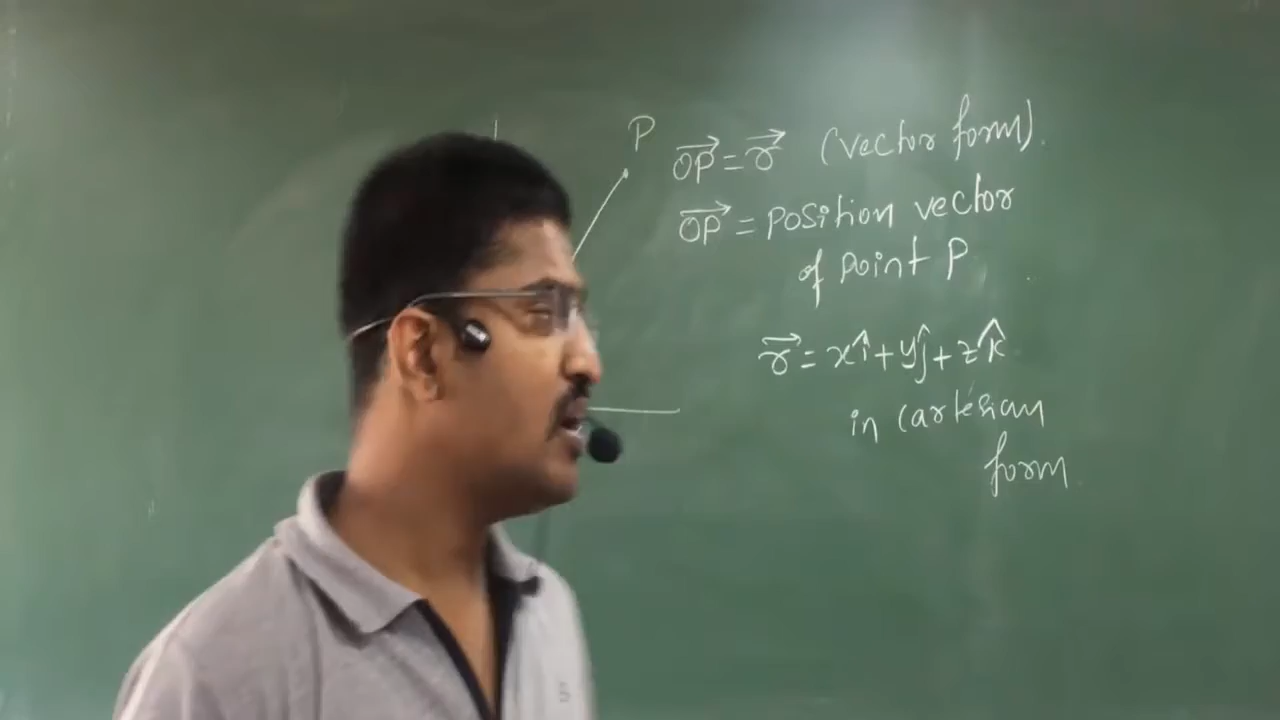 P
OP⃗ = r⃗ (vector form).
OP⃗ = position vector
of point P
r⃗ = xî + yĵ + zk̂
in cartesian
form